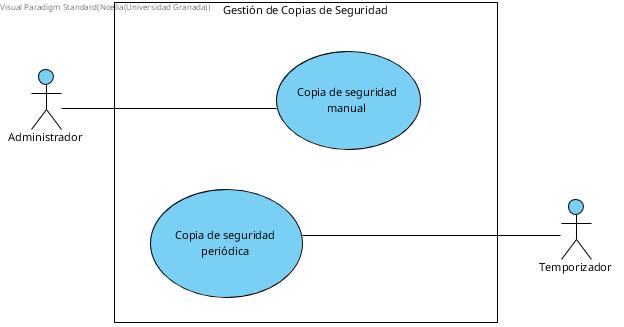 Visual Paradigm Standard(Noelia(Universidad Granada))
Gestión de Copias de Seguridad
Copia de seguridad
manual
Administrador
Copia de seguridad
periódica
Temporizador